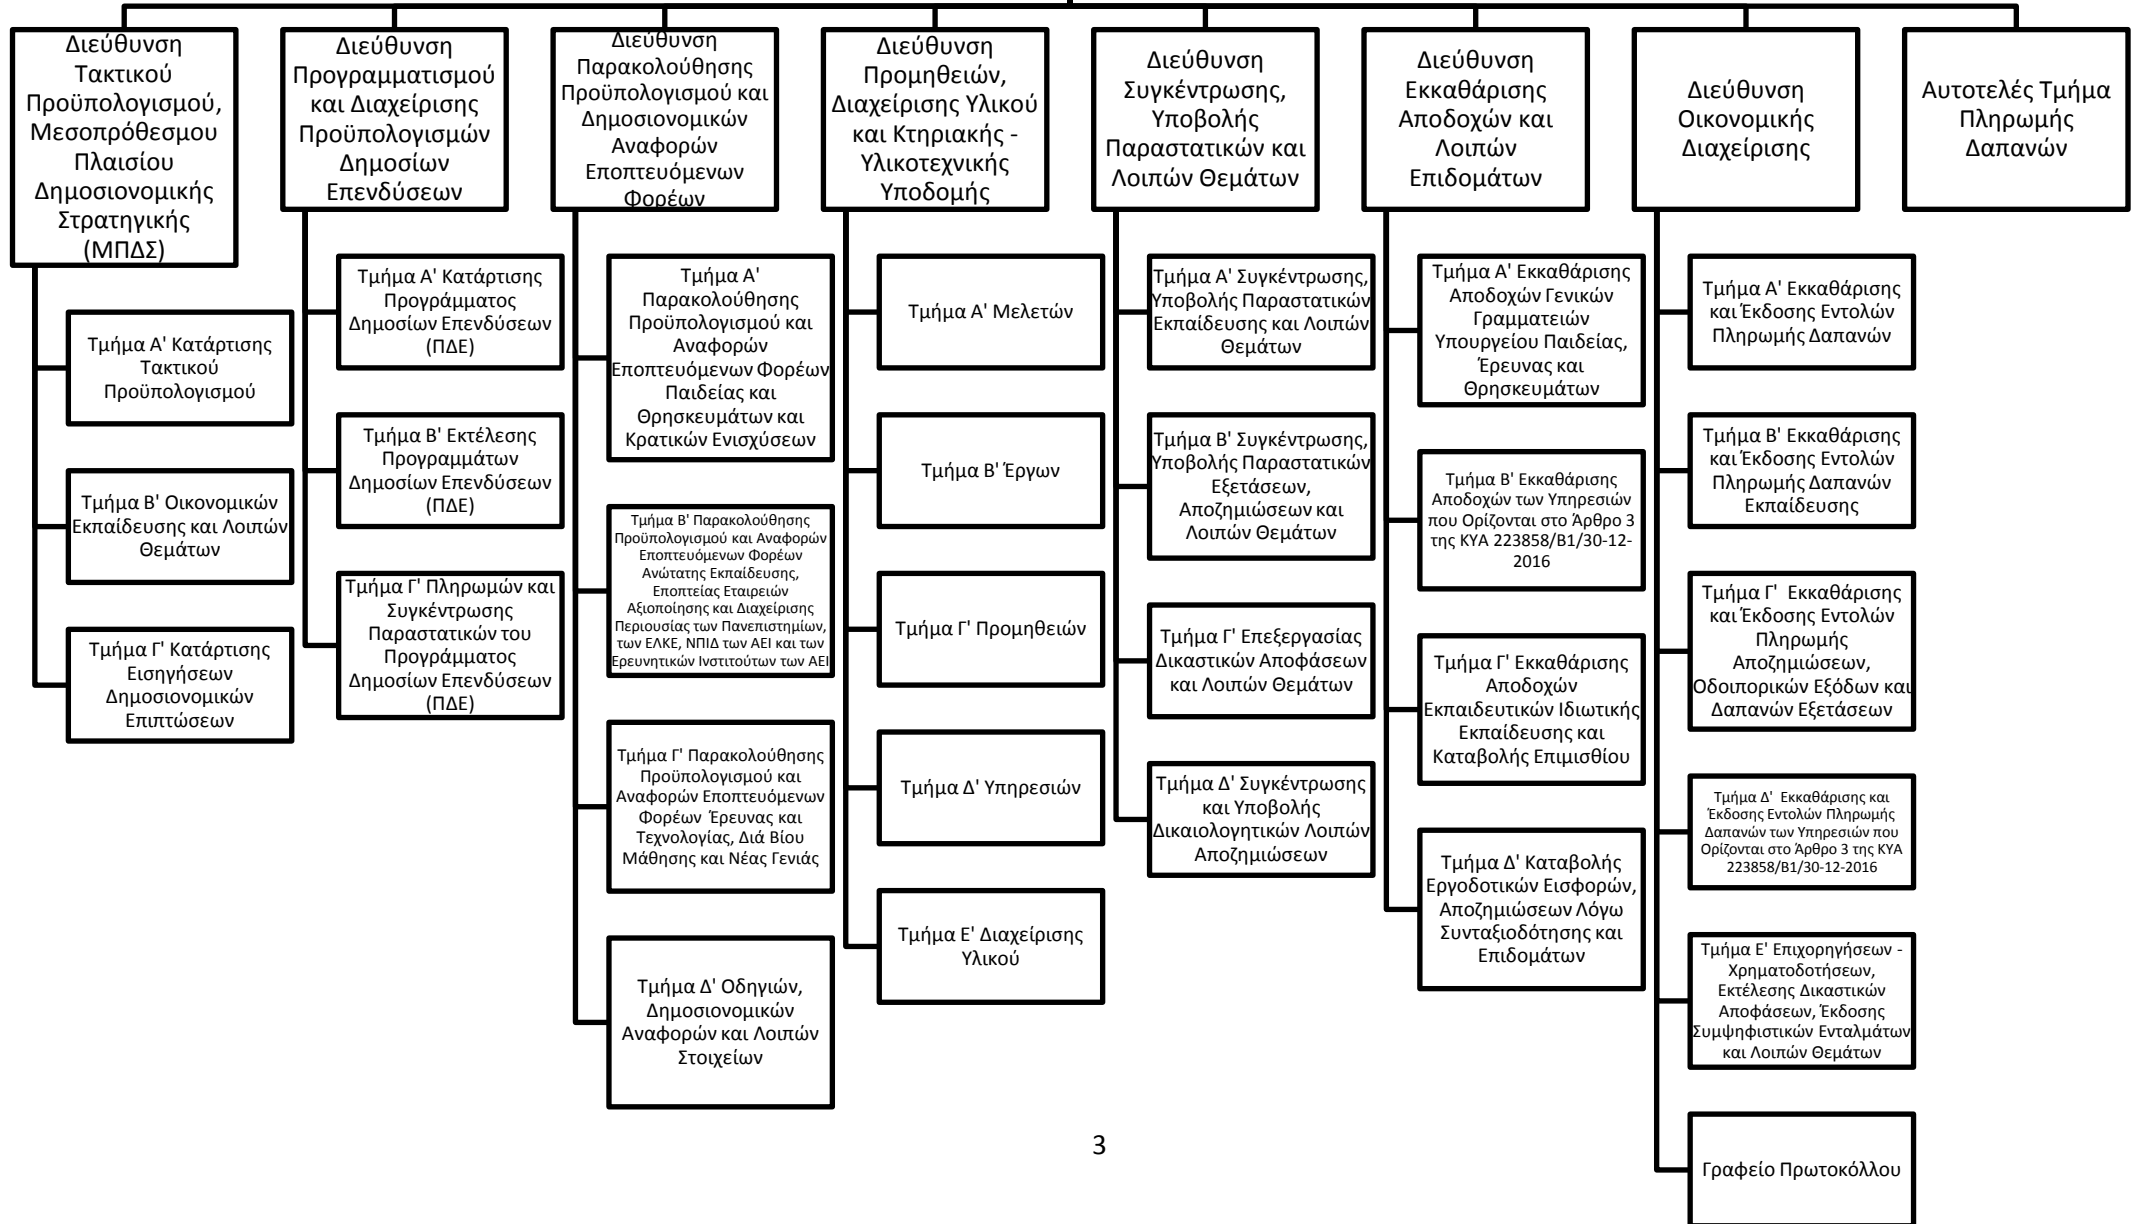 Διεύθυνση
Τακτικού
Προϋπολογισμού,
Μεσοπρόθεσμου
Πλαισίου
Δημοσιονομικής
Στρατηγικής
(ΜΠΔΣ)
Τμήμα Α' Κατάρτισης
Τακτικού
Προϋπολογισμού
Τμήμα Β' Οικονομικών
Εκπαίδευσης και Λοιπών
Θεμάτων
Τμήμα Γ' Κατάρτισης
Εισηγήσεων
Δημοσιονομικών
Επιπτώσεων
Διεύθυνση
Προγραμματισμού
και Διαχείρισης
Προϋπολογισμών
Δημοσίων
Επενδύσεων
Τμήμα Α' Κατάρτισης
Προγράμματος
Δημοσίων Επενδύσεων
(ΠΔΕ)
Τμήμα Β' Εκτέλεσης
Προγραμμάτων
Δημοσίων Επενδύσεων
(ΠΔΕ)
Τμήμα Γ' Πληρωμών και
Συγκέντρωσης
Παραστατικών του
Προγράμματος
Δημοσίων Επενδύσεων
(ΠΔΕ)
Διεύθυνση
Παρακολούθησης
Προϋπολογισμού και
Δημοσιονομικών
Αναφορών
Εποπτευόμενων
Φορέων
Τμήμα Α'
Παρακολούθησης
Προϋπολογισμού και
Αναφορών
Εποπτευόμενων Φορέων
Παιδείας και
Θρησκευμάτων και
Κρατικών Ενισχύσεων
Τμήμα Β' Παρακολούθησης
Προϋπολογισμού και Αναφορών
Εποπτευόμενων Φορέων
Ανώτατης Εκπαίδευσης,
Εποπτείας Εταιρειών
Αξιοποίησης και Διαχείρισης
Περιουσίας των Πανεπιστημίων,
των ΕΛΚΕ, ΝΠΙΔ των ΑΕΙ και των
Ερευνητικών Ινστιτούτων των ΑΕΙ
Τμήμα Γ' Παρακολούθησης
Προϋπολογισμού και
Αναφορών Εποπτευόμενων
Φορέων  Έρευνας και
Τεχνολογίας, Διά Βίου
Μάθησης και Νέας Γενιάς
Τμήμα Δ' Οδηγιών,
Δημοσιονομικών
Αναφορών και Λοιπών
Στοιχείων
Διεύθυνση
Προμηθειών,
Διαχείρισης Υλικού
και Κτηριακής -
Υλικοτεχνικής
Υποδομής
Τμήμα Α' Μελετών
Τμήμα Β' Έργων
Τμήμα Γ' Προμηθειών
Τμήμα Δ' Υπηρεσιών
Τμήμα Ε' Διαχείρισης
Υλικού
Διεύθυνση
Συγκέντρωσης,
Υποβολής
Παραστατικών και
Λοιπών Θεμάτων
Τμήμα Α' Συγκέντρωσης,
Υποβολής Παραστατικών
Εκπαίδευσης και Λοιπών
Θεμάτων
Τμήμα Β' Συγκέντρωσης,
Υποβολής Παραστατικών
Εξετάσεων,
Αποζημιώσεων και
Λοιπών Θεμάτων
Τμήμα Γ' Επεξεργασίας
Δικαστικών Αποφάσεων
και Λοιπών Θεμάτων
Τμήμα Δ' Συγκέντρωσης
και Υποβολής
Δικαιολογητικών Λοιπών
Αποζημιώσεων
Διεύθυνση
Εκκαθάρισης
Αποδοχών και
Λοιπών
Επιδομάτων
Τμήμα Α' Εκκαθάρισης
Αποδοχών Γενικών
Γραμματειών
Υπουργείου Παιδείας,
Έρευνας και
Θρησκευμάτων
Τμήμα Β' Εκκαθάρισης
Αποδοχών των Υπηρεσιών
που Ορίζονται στο Άρθρο 3
της ΚΥΑ 223858/Β1/30-12-
2016
Τμήμα Γ' Εκκαθάρισης
Αποδοχών
Εκπαιδευτικών Ιδιωτικής
Εκπαίδευσης και
Καταβολής Επιμισθίου
Τμήμα Δ' Καταβολής
Εργοδοτικών Εισφορών,
Αποζημιώσεων Λόγω
Συνταξιοδότησης και
Επιδομάτων
Διεύθυνση
Οικονομικής
Διαχείρισης
Τμήμα Α' Εκκαθάρισης
και Έκδοσης Εντολών
Πληρωμής Δαπανών
Τμήμα Β' Εκκαθάρισης
και Έκδοσης Εντολών
Πληρωμής Δαπανών
Εκπαίδευσης
Τμήμα Γ'  Εκκαθάρισης
και Έκδοσης Εντολών
Πληρωμής
Αποζημιώσεων,
Οδοιπορικών Εξόδων και
Δαπανών Εξετάσεων
Τμήμα Δ'  Εκκαθάρισης και
Έκδοσης Εντολών Πληρωμής
Δαπανών των Υπηρεσιών που
Ορίζονται στο Άρθρο 3 της ΚΥΑ
223858/Β1/30-12-2016
Τμήμα Ε' Επιχορηγήσεων -
Χρηματοδοτήσεων,
Εκτέλεσης Δικαστικών
Αποφάσεων, Έκδοσης
Συμψηφιστικών Ενταλμάτων
και Λοιπών Θεμάτων
Γραφείο Πρωτοκόλλου
Αυτοτελές Τμήμα
Πληρωμής
Δαπανών
3